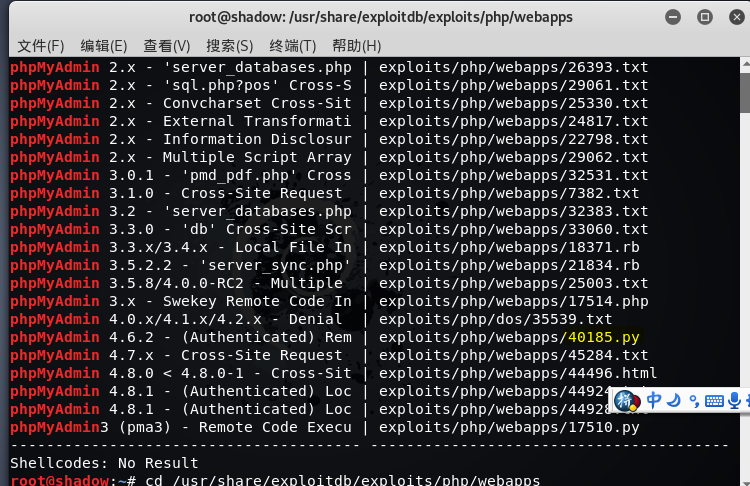 root@shadow: /usr/share/exploitdb/exploits/php/webapps
文件(F) 编辑(E) 查看(V) 搜索(S) 终端(T) 帮助(H)
phpMyAdmin 2.x - 'server_databases.php | exploits/php/webapps/26393.txt
phpMyAdmin 2.x - 'sql.php?pos' Cross-S | exploits/php/webapps/29061.txt
phpMyAdmin 2.x - Convcharset Cross-Sit | exploits/php/webapps/25330.txt
phpMyAdmin 2.x - External Transformati | exploits/php/webapps/24817.txt
phpMyAdmin 2.x - Information Disclosur | exploits/php/webapps/22798.txt
phpMyAdmin 2.x - Multiple Script Array | exploits/php/webapps/29062.txt
phpMyAdmin 3.0.1 - 'pmd_pdf.php' Cross | exploits/php/webapps/32531.txt
phpMyAdmin 3.1.0 - Cross-Site Request | exploits/php/webapps/7382.txt
phpMyAdmin 3.2 - 'server_databases.php | exploits/php/webapps/32383.txt
phpMyAdmin 3.3.0 - 'db' Cross-Site Scr | exploits/php/webapps/33060.txt
phpMyAdmin 3.3.x/3.4.x - Local File In | exploits/php/webapps/18371.rb
phpMyAdmin 3.5.2.2 - 'server_sync.php' | exploits/php/webapps/21834.rb
phpMyAdmin 3.5.8/4.0.0-RC2 - Multiple | exploits/php/webapps/25003.txt
phpMyAdmin 3.x - Swekey Remote Code In | exploits/php/webapps/17514.php
phpMyAdmin 4.0.x/4.1.x/4.2.x - Denial | exploits/php/dos/35539.txt
phpMyAdmin 4.6.2 - (Authenticated) Rem | exploits/php/webapps/40185.py
phpMyAdmin 4.7.x - Cross-Site Request | exploits/php/webapps/45284.txt
phpMyAdmin 4.8.0 < 4.8.0-1 - Cross-Sit | exploits/php/webapps/44496.html
phpMyAdmin 4.8.1 - (Authenticated) Loc | exploits/php/webapps/44924
phpMyAdmin 4.8.1 - (Authenticated) Loc | exploits/php/webapps/44928
phpMyAdmin3 (pma3) - Remote Code Execu | exploits/php/webapps/17510.py
拼 中
Shellcodes: No Result
root@shadow:~# cd /usr/share/exploitdb/exploits/php/webapps